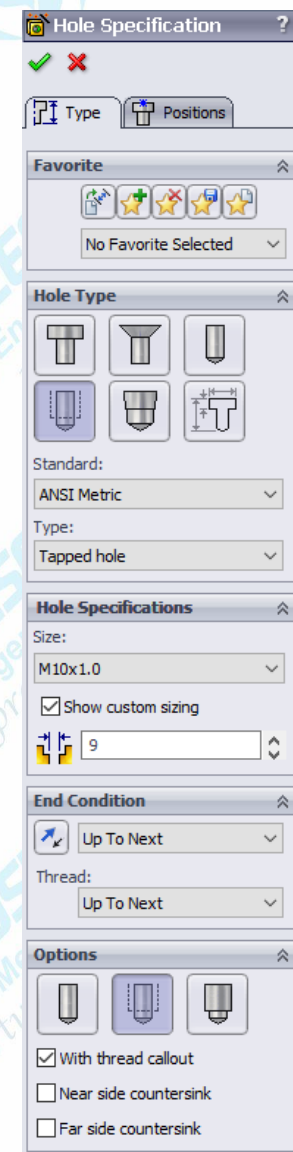 Hole Specification ?
Type Positions
Favorite
No Favorite Selected
Hole Type
Standard:
ANSI Metric
Type:
Tapped hole
Hole Specifications
Size:
M10x1.0
Show custom sizing
9
End Condition
Up To Next
Thread:
Up To Next
Options
With thread callout
Near side countersink
Far side countersink